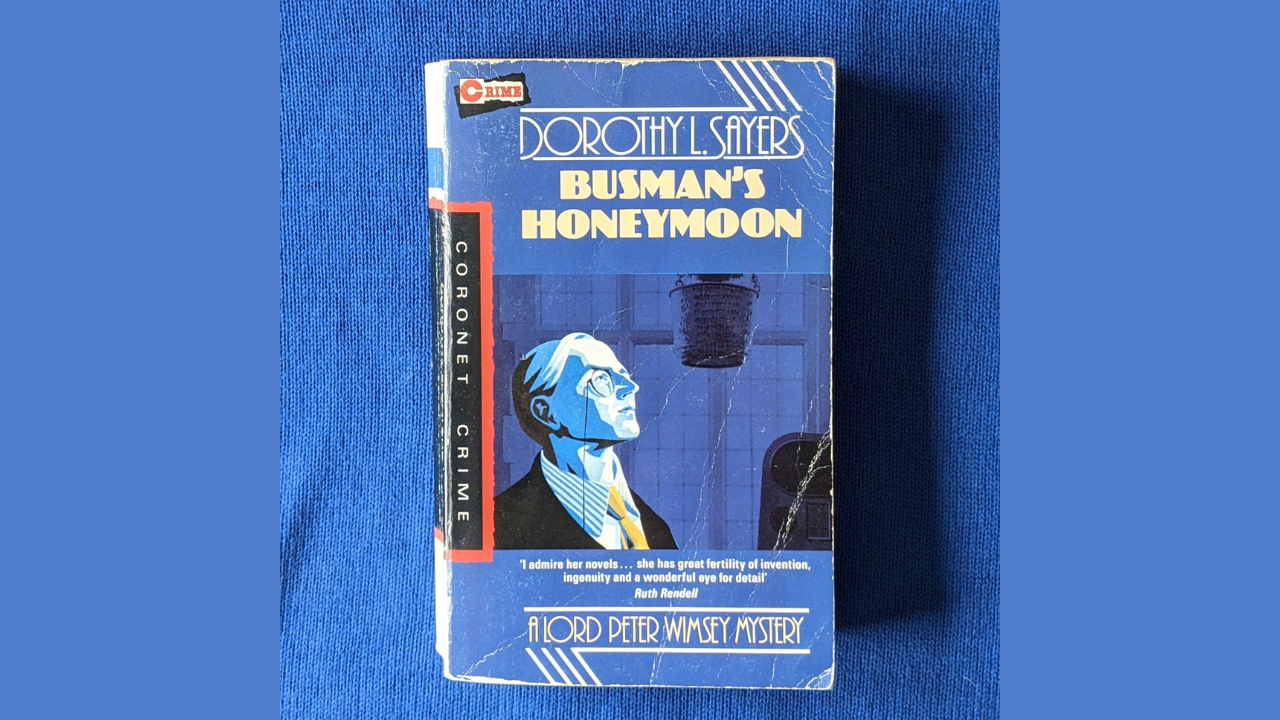 CRIME
DOROTHY L. SAYERS
BUSMAN'S
HONEYMOON
CORONET CRIME
'I admire her novels... she has great fertility of invention,
ingenuity and a wonderful eye for detail'
Ruth Rendell
A LORD PETER WIMSEY MYSTERY